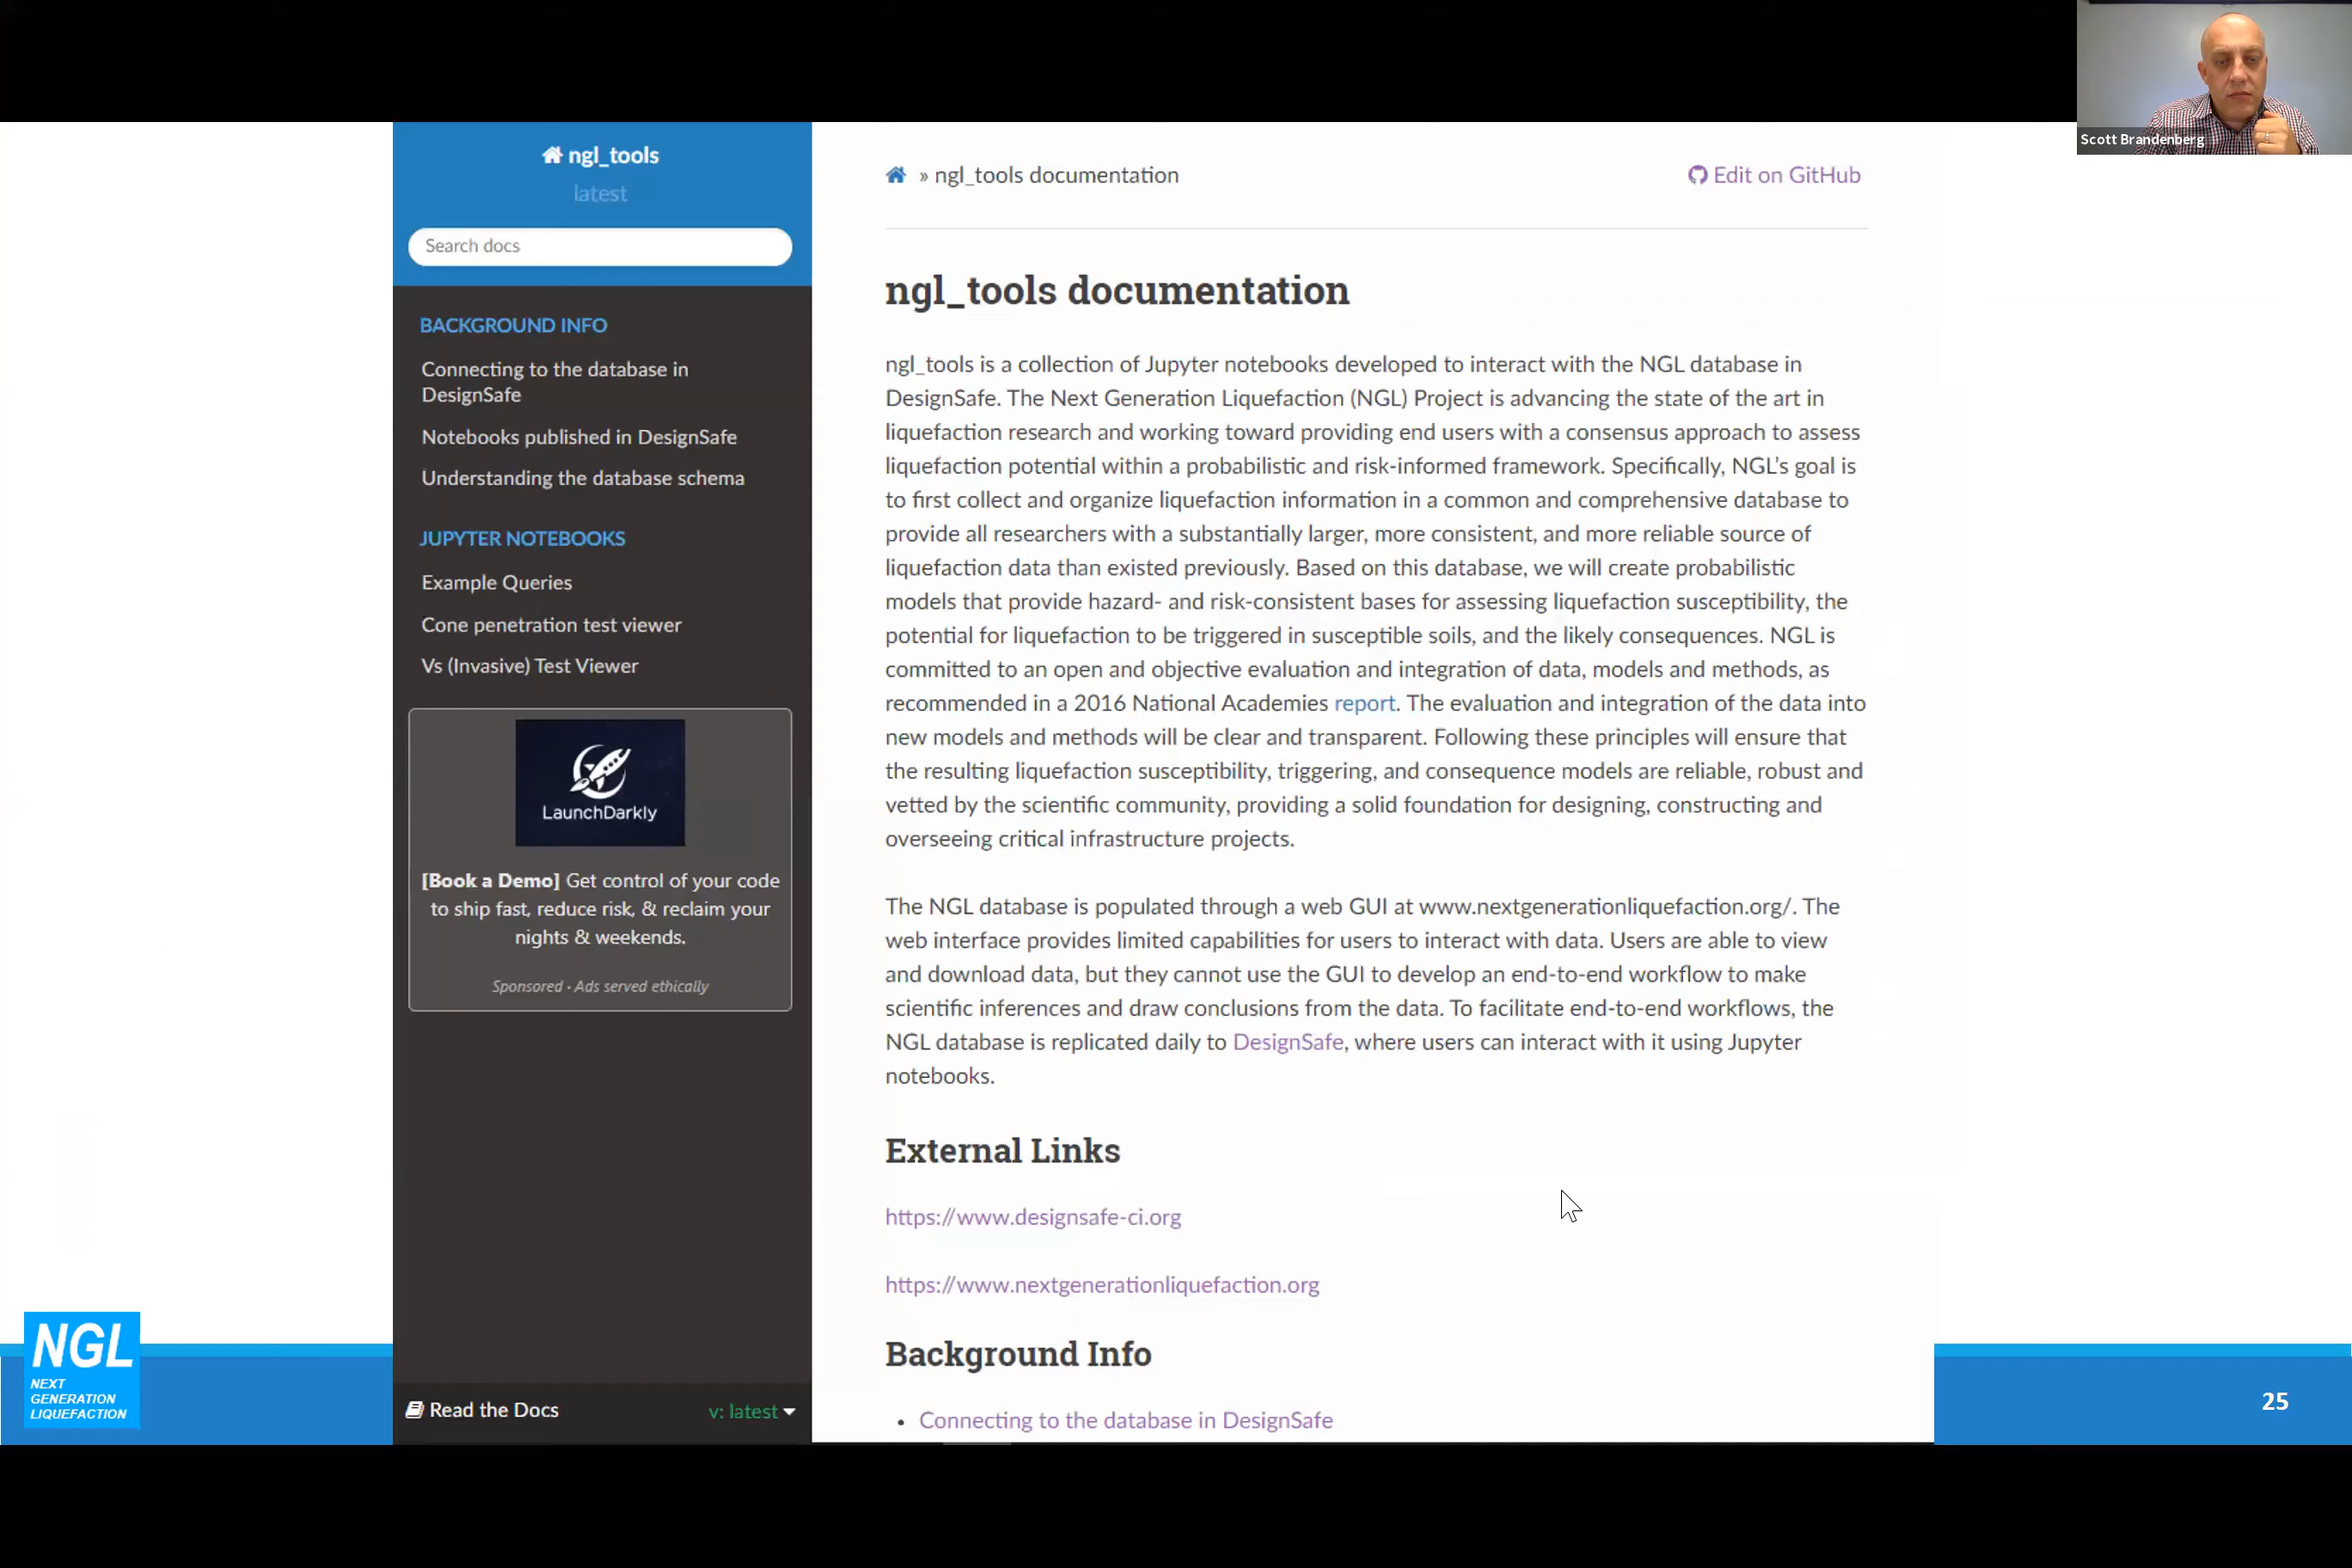 Scott Brandenberg
ngl_tools
latest
Search docs
BACKGROUND INFO
Connecting to the database in
DesignSafe
Notebooks published in DesignSafe
Understanding the database schema
JUPYTER NOTEBOOKS
Example Queries
Cone penetration test viewer
Vs (Invasive) Test Viewer
LaunchDarkly
[Book a Demo] Get control of your code
to ship fast, reduce risk, & reclaim your
nights & weekends.
Sponsored · Ads served ethically
Read the Docs
v: latest
» ngl_tools documentation
Edit on GitHub
ngl_tools documentation
ngl_tools is a collection of Jupyter notebooks developed to interact with the NGL database in
DesignSafe. The Next Generation Liquefaction (NGL) Project is advancing the state of the art in
liquefaction research and working toward providing end users with a consensus approach to assess
liquefaction potential within a probabilistic and risk-informed framework. Specifically, NGL's goal is
to first collect and organize liquefaction information in a common and comprehensive database to
provide all researchers with a substantially larger, more consistent, and more reliable source of
liquefaction data than existed previously. Based on this database, we will create probabilistic
models that provide hazard- and risk-consistent bases for assessing liquefaction susceptibility, the
potential for liquefaction to be triggered in susceptible soils, and the likely consequences. NGL is
committed to an open and objective evaluation and integration of data, models and methods, as
recommended in a 2016 National Academies report. The evaluation and integration of the data into
new models and methods will be clear and transparent. Following these principles will ensure that
the resulting liquefaction susceptibility, triggering, and consequence models are reliable, robust and
vetted by the scientific community, providing a solid foundation for designing, constructing and
overseeing critical infrastructure projects.
The NGL database is populated through a web GUI at www.nextgenerationliquefaction.org/. The
web interface provides limited capabilities for users to interact with data. Users are able to view
and download data, but they cannot use the GUI to develop an end-to-end workflow to make
scientific inferences and draw conclusions from the data. To facilitate end-to-end workflows, the
NGL database is replicated daily to DesignSafe, where users can interact with it using Jupyter
notebooks.
External Links
https://www.designsafe-ci.org
https://www.nextgenerationliquefaction.org
Background Info
• Connecting to the database in DesignSafe
NGL
NEXT
GENERATION
LIQUEFACTION
25